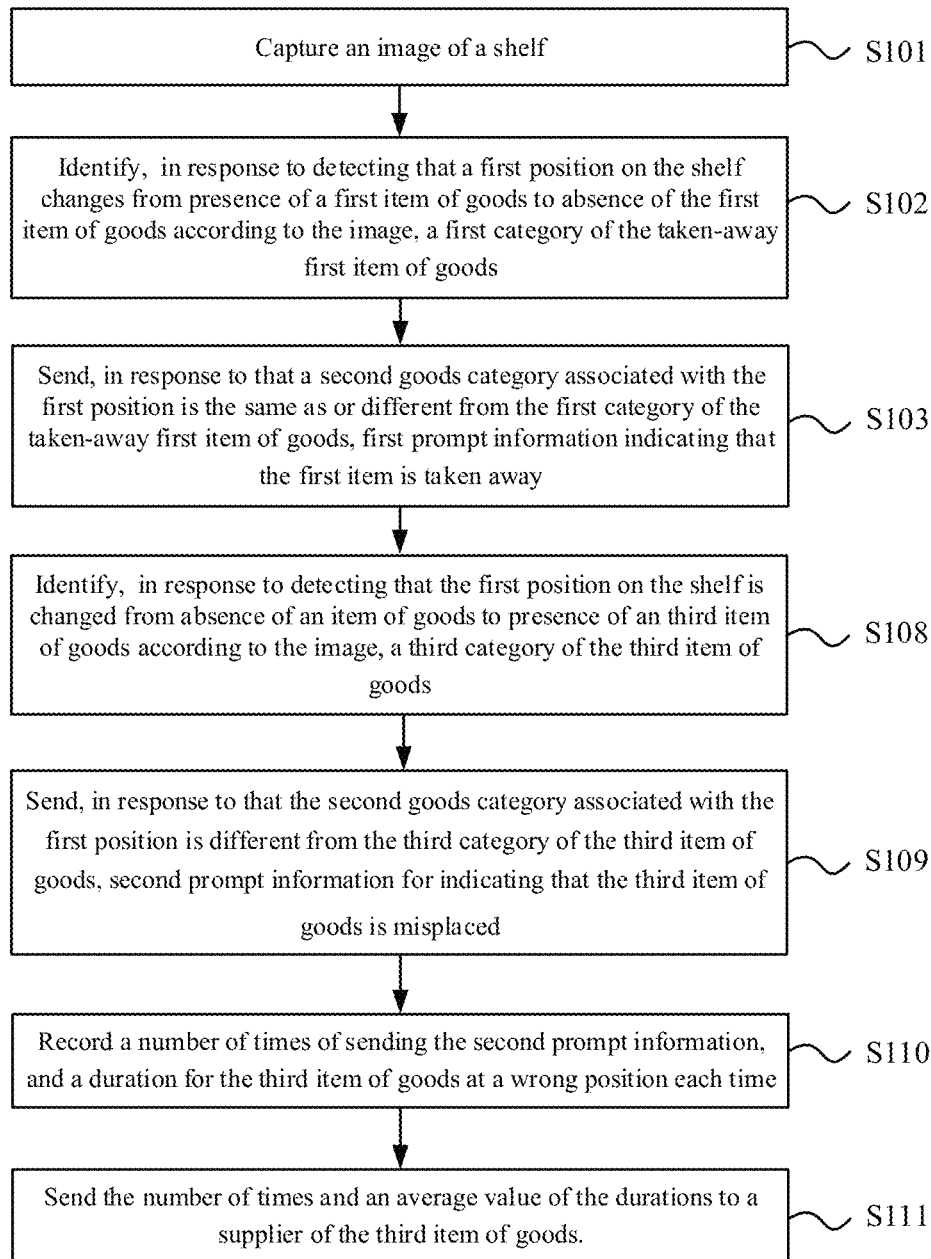 Capture an image of a shelf
S101
Identify, in response to detecting that a first position on the shelf
changes from presence of a first item of goods to absence of the first
item of goods according to the image, a first category of the taken-away
first item of goods
S102
Send, in response to that a second goods category associated with the
first position is the same as or different from the first category of the
taken-away first item of goods, first prompt information indicating that
the first item is taken away
S103
Identify, in response to detecting that the first position on the shelf is
changed from absence of an item of goods to presence of an third item
of goods according to the image, a third category of the third item of
goods
S108
Send, in response to that the second goods category associated with the
first position is different from the third category of the third item of
goods, second prompt information for indicating that the third item of
goods is misplaced
S109
Record a number of times of sending the second prompt information,
and a duration for the third item of goods at a wrong position each time
S110
Send the number of times and an average value of the durations to a
supplier of the third item of goods.
S111